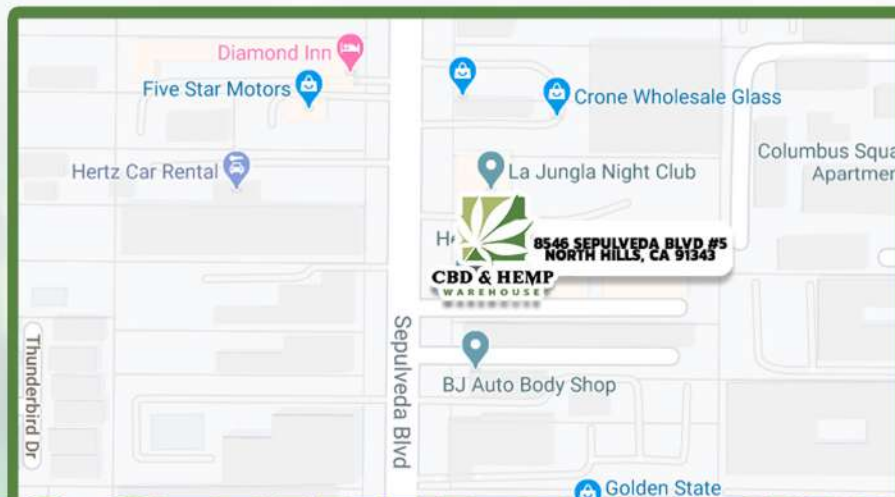 Diamond Inn
Five Star Motors
Crone Wholesale Glass
Hertz Car Rental
La Jungla Night Club
Columbus Squa
Apartmen
He
8546 SEPULVEDA BLVD #5
NORTH HILLS, CA 91343
CBD & HEMP
WAREHOUSE
Sepulveda Blvd
Thunderbird Dr
BJ Auto Body Shop
Golden State